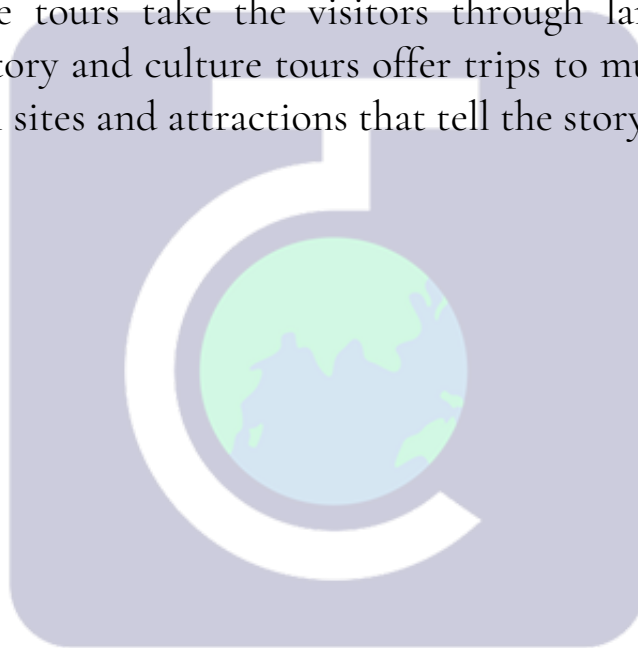 tours take the visitors through
and culture tours offer trips to
sites and attractions that tell the story